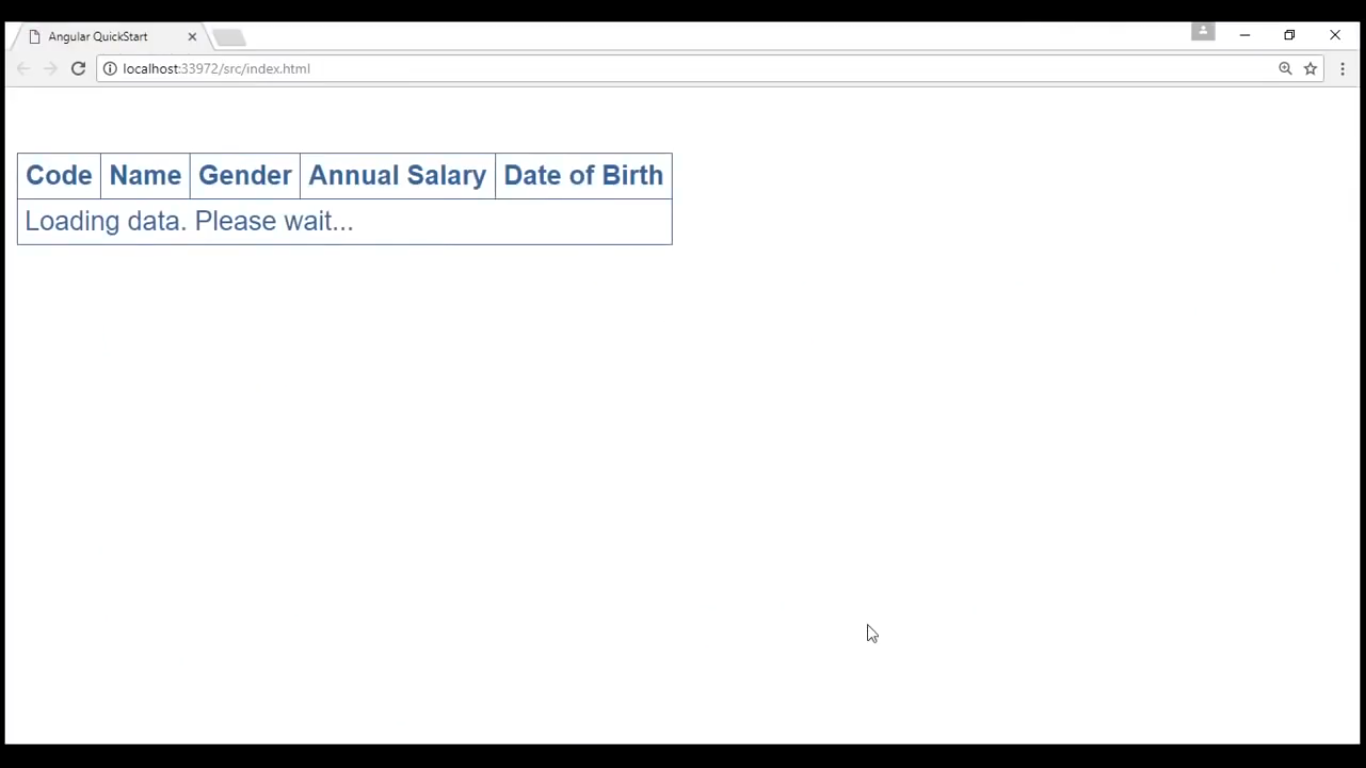 Angular QuickStart
localhost:33972/src/index.html
Code Name Gender Annual Salary Date of Birth
Loading data. Please wait...